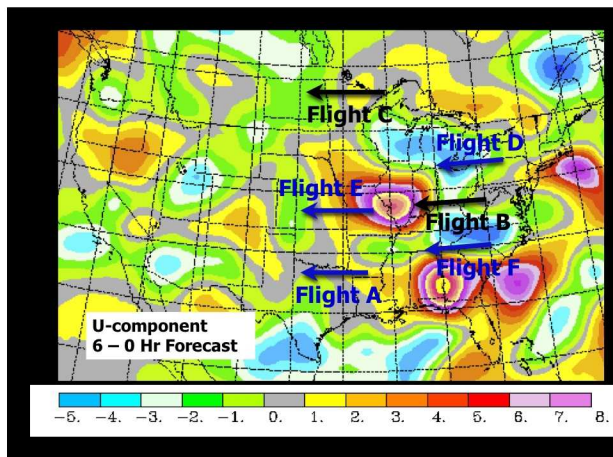 Flight C
Flight D
Flight E
Flight B
Flight F
Flight A
U-component
6 – 0 Hr Forecast
−5. −4. −3. −2. −1. 0. 1. 2. 3. 4. 5. 6. 7. 8.